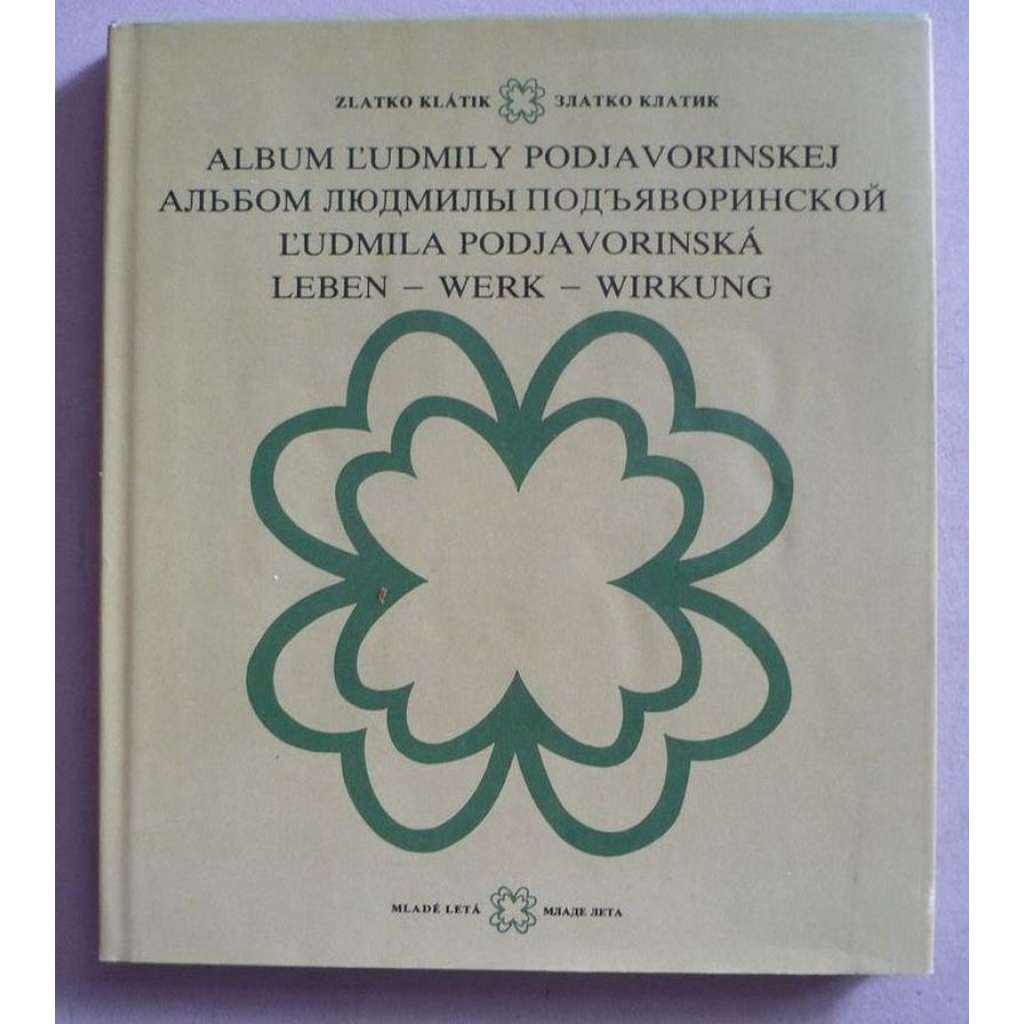 ZLATKO KLÁTIK ЗЛАТКО КЛАТИК
ALBUM ĽUDMILY PODJAVORINSKEJ
АЛЬБОМ ЛЮДМИЛЫ ПОДЪЯВОРИНСКОЙ
ĽUDMILA PODJAVORINSKÁ
LEBEN – WERK – WIRKUNG
MLADÉ LETÁ МЛАДЕ ЛЕТА